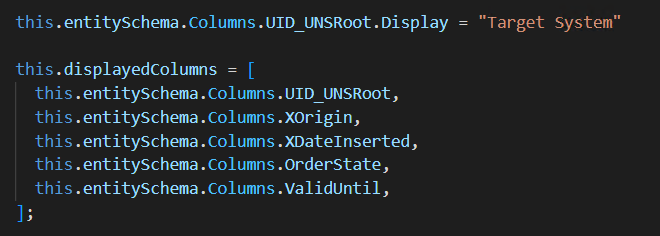 this.entitySchema.Columns.UID_UNSRoot.Display = "Target System"
this.displayedColumns = [
this.entitySchema.Columns.UID_UNSRoot,
this.entitySchema.Columns.XOrigin,
this.entitySchema.Columns.XDateInserted,
this.entitySchema.Columns.OrderState,
this.entitySchema.Columns.ValidUntil,
];